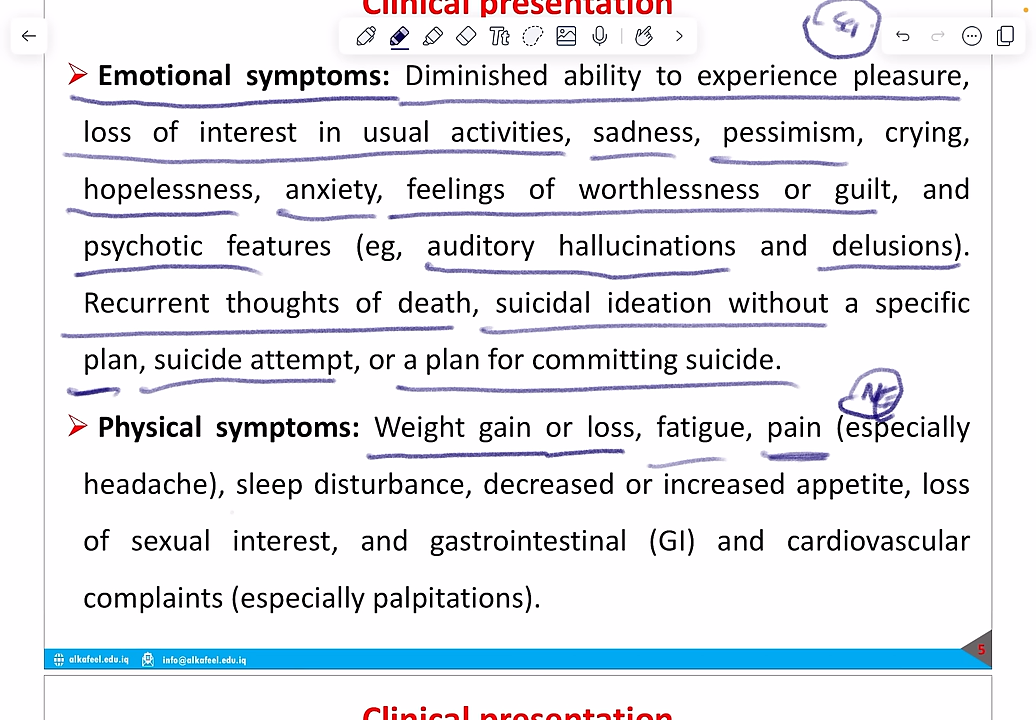 Clinical presentation
Tt
➤ Emotional symptoms: Diminished ability to experience pleasure,
loss of interest in usual activities, sadness, pessimism, crying,
hopelessness, anxiety, feelings of worthlessness or guilt, and
psychotic features (eg, auditory hallucinations and delusions).
Recurrent thoughts of death, suicidal ideation without a specific
plan, suicide attempt, or a plan for committing suicide.
NE
➤ Physical symptoms: Weight gain or loss, fatigue, pain (especially
headache), sleep disturbance, decreased or increased appetite, loss
of sexual interest, and gastrointestinal (GI) and cardiovascular
complaints (especially palpitations).
5
alkafeel.edu.iq info@alkafeel.edu.iq
Clinical presentation